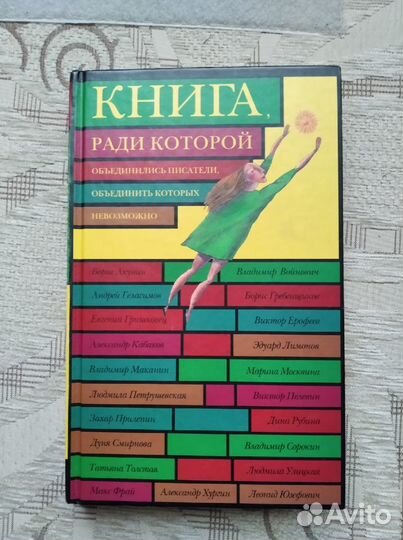 КНИГА,
РАДИ КОТОРОЙ
ОБЪЕДИНИЛИСЬ ПИСАТЕЛИ,
ОБЪЕДИНИТЬ КОТОРЫХ
НЕВОЗМОЖНО
Борис Акунин Владимир Войнович
Андрей Геласимов Борис Гребенщиков
Евгений Гришковец Виктор Ерофеев
Александр Кабаков Эдуард Лимонов
Владимир Маканин Марина Москвина
Людмила Петрушевская Виктор Пелевин
Захар Прилепин Дина Рубина
Дуня Смирнова Владимир Сорокин
Татьяна Толстая Людмила Улицкая
Макс Фрай Александр Хургин Леонид Юзефович
Avito